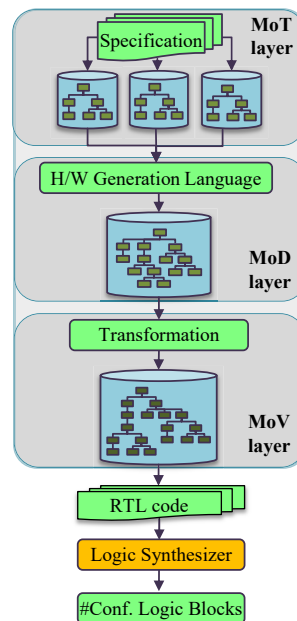 MoT
layer
Specification
H/W Generation Language
MoD
layer
Transformation
MoV
layer
RTL code
Logic Synthesizer
#Conf. Logic Blocks